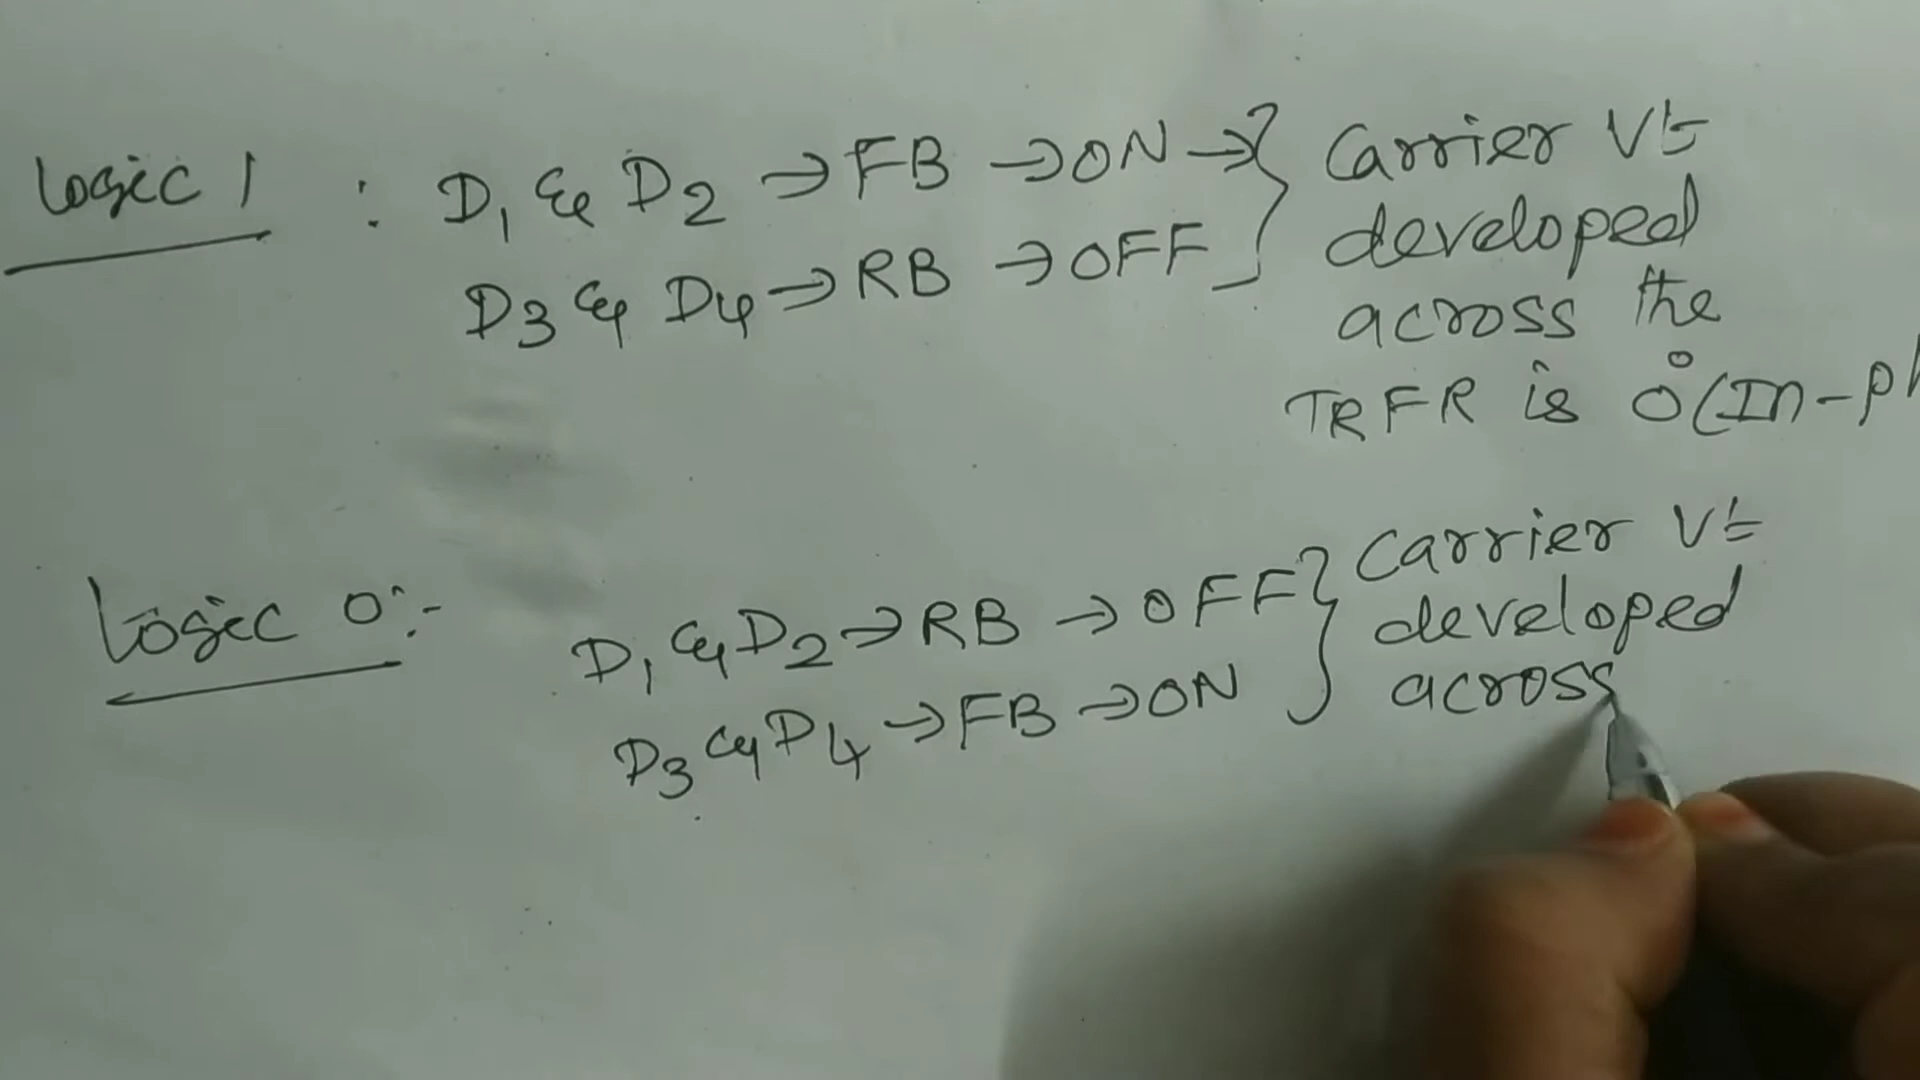 Logic 1 : D1 & D2 → FB → ON →} Carrier Vt
D3 & D4 → RB → OFF developed
across the
TRFR is 0° (In-ph
Logic 0:- D1 & D2 → RB → OFF } Carrier Vt
D3 & D4 → FB → ON developed
across